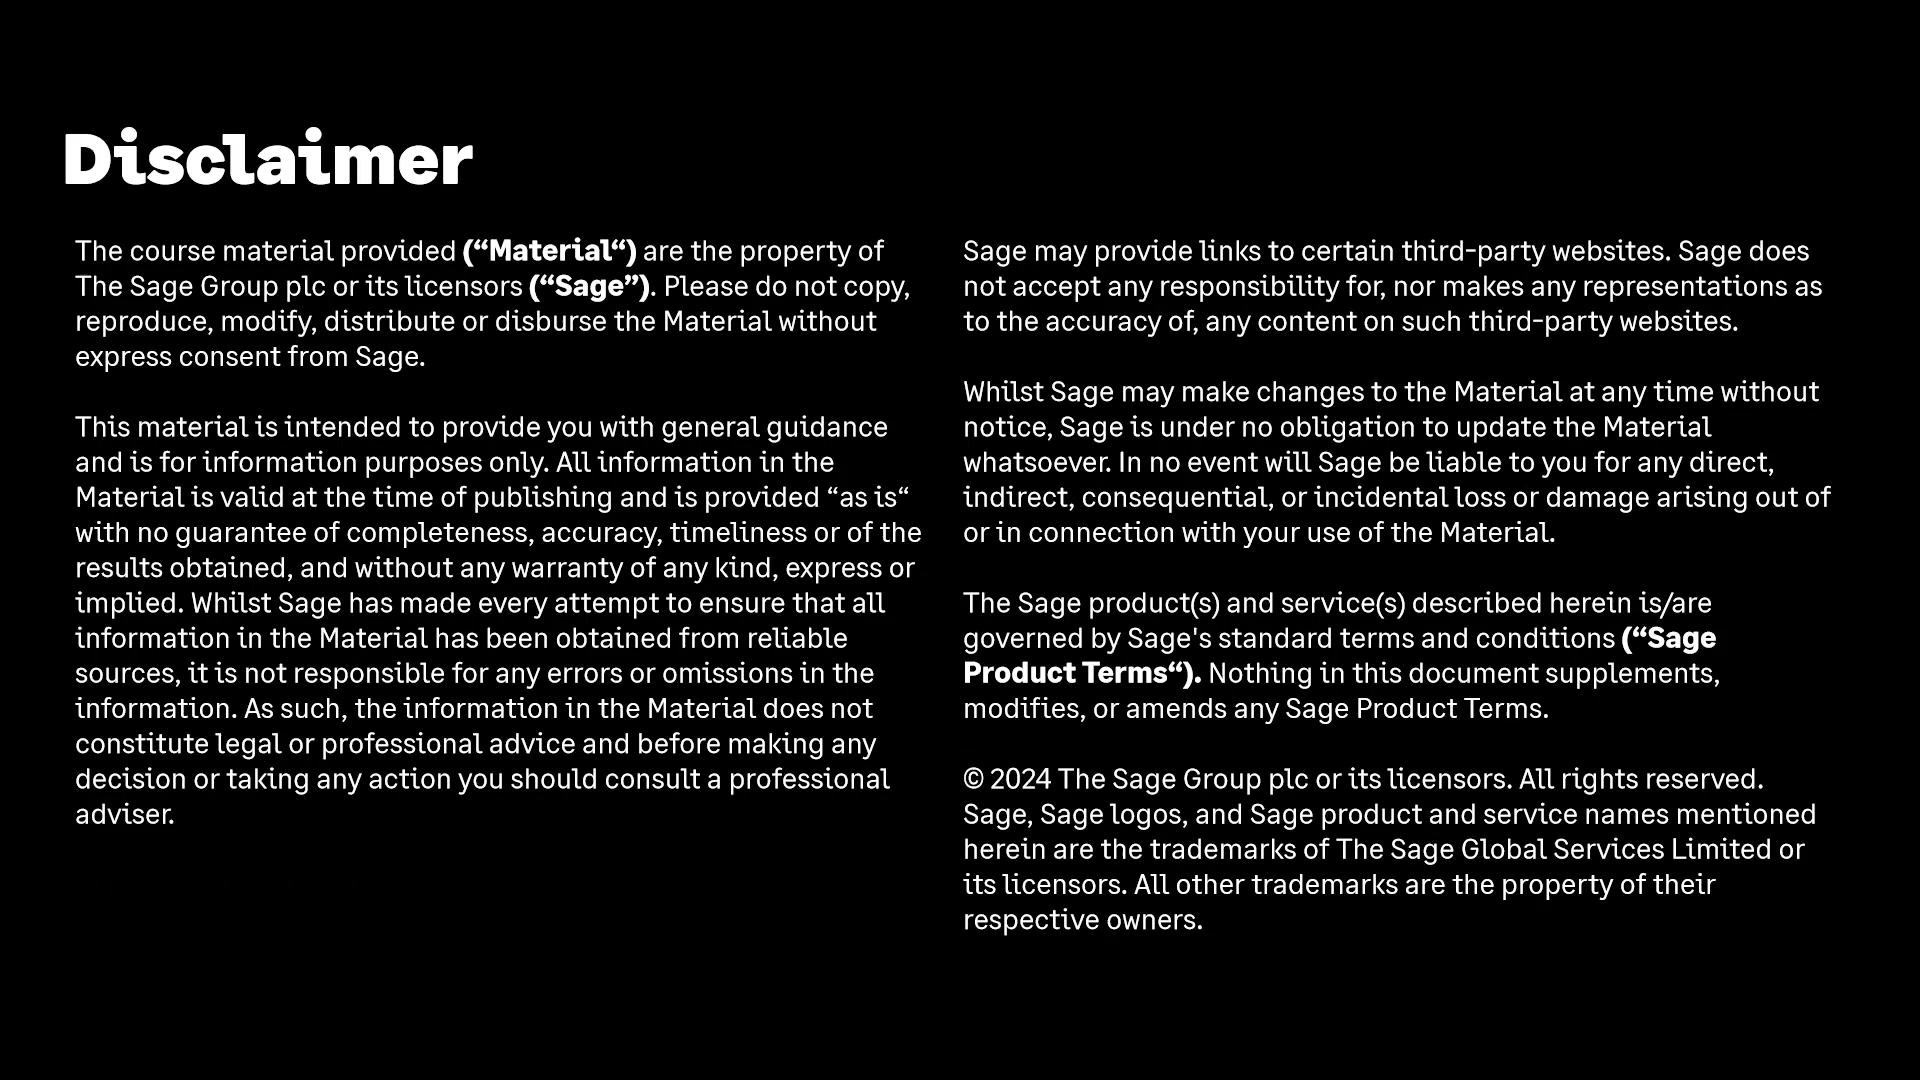 Disclaimer
The course material provided (“Material“) are the property of
The Sage Group plc or its licensors (“Sage”). Please do not copy,
reproduce, modify, distribute or disburse the Material without
express consent from Sage.
This material is intended to provide you with general guidance
and is for information purposes only. All information in the
Material is valid at the time of publishing and is provided “as is“
with no guarantee of completeness, accuracy, timeliness or of the
results obtained, and without any warranty of any kind, express or
implied. Whilst Sage has made every attempt to ensure that all
information in the Material has been obtained from reliable
sources, it is not responsible for any errors or omissions in the
information. As such, the information in the Material does not
constitute legal or professional advice and before making any
decision or taking any action you should consult a professional
adviser.
Sage may provide links to certain third-party websites. Sage does
not accept any responsibility for, nor makes any representations as
to the accuracy of, any content on such third-party websites.
Whilst Sage may make changes to the Material at any time without
notice, Sage is under no obligation to update the Material
whatsoever. In no event will Sage be liable to you for any direct,
indirect, consequential, or incidental loss or damage arising out of
or in connection with your use of the Material.
The Sage product(s) and service(s) described herein is/are
governed by Sage's standard terms and conditions (“Sage
Product Terms“). Nothing in this document supplements,
modifies, or amends any Sage Product Terms.
© 2024 The Sage Group plc or its licensors. All rights reserved.
Sage, Sage logos, and Sage product and service names mentioned
herein are the trademarks of The Sage Global Services Limited or
its licensors. All other trademarks are the property of their
respective owners.